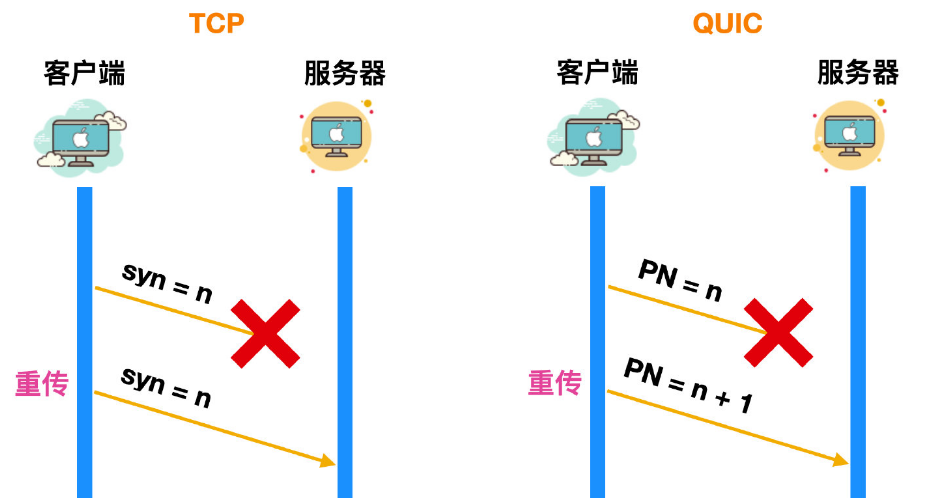 TCP
客户端
服务器
syn = n
重传
syn = n
QUIC
客户端
服务器
PN = n
重传
PN = n + 1